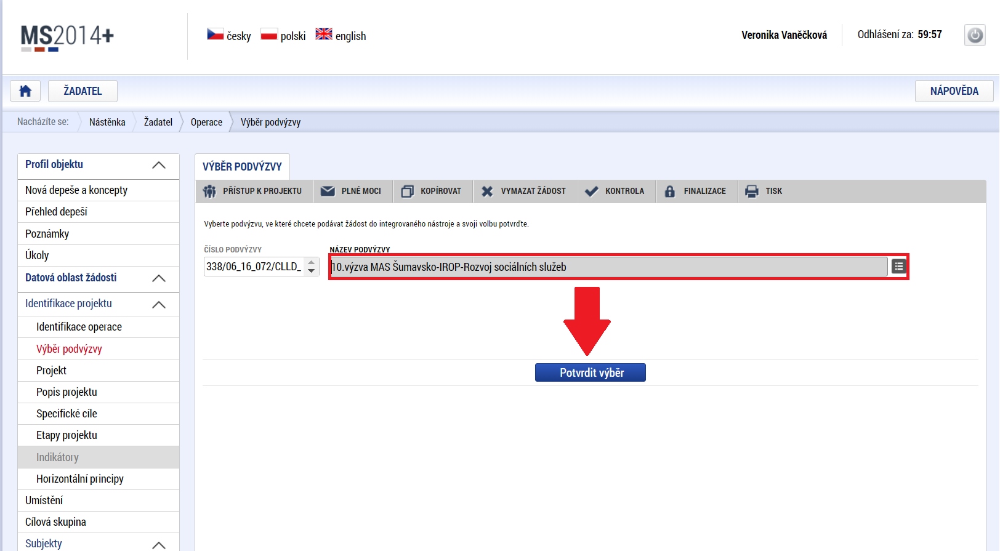 MS2014+
česky polski english
Veronika Vaněčková
Odhlášení za: 59:57
ŽADATEL
NÁPOVĚDA
Nacházíte se: Nástěnka Žadatel Operace Výběr podvýzvy
Profil objektu
Nová depeše a koncepty
Přehled depeší
Poznámky
Úkoly
Datová oblast žádosti
Identifikace projektu
Identifikace operace
Výběr podvýzvy
Projekt
Popis projektu
Specifické cíle
Etapy projektu
Indikátory
Horizontální principy
Umístění
Cílová skupina
Subjekty
VÝBĚR PODVÝZVY
PŘÍSTUP K PROJEKTU PLNÉ MOCI KOPÍROVAT VYMAZAT ŽÁDOST KONTROLA FINALIZACE TISK
Vyberte podvýzvu, ve které chcete podávat žádost do integrovaného nástroje a svoji volbu potvrďte.
ČÍSLO PODVÝZVY NÁZEV PODVÝZVY
338/06_16_072/CLLD_ 10.výzva MAS Šumavsko-IROP-Rozvoj sociálních služeb
Potvrdit výběr